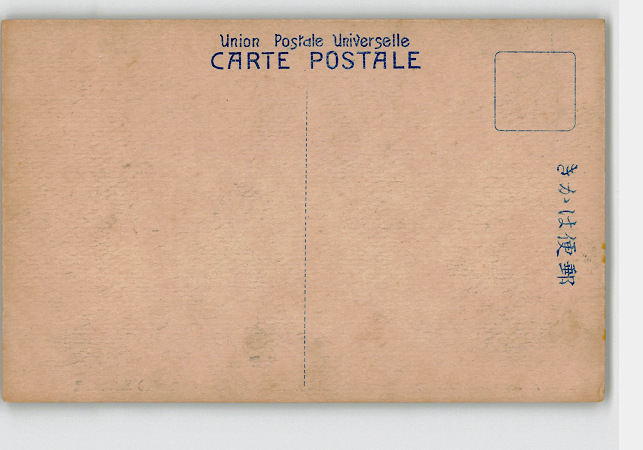 Union Postale Universelle
CARTE POSTALE
きかは便郵